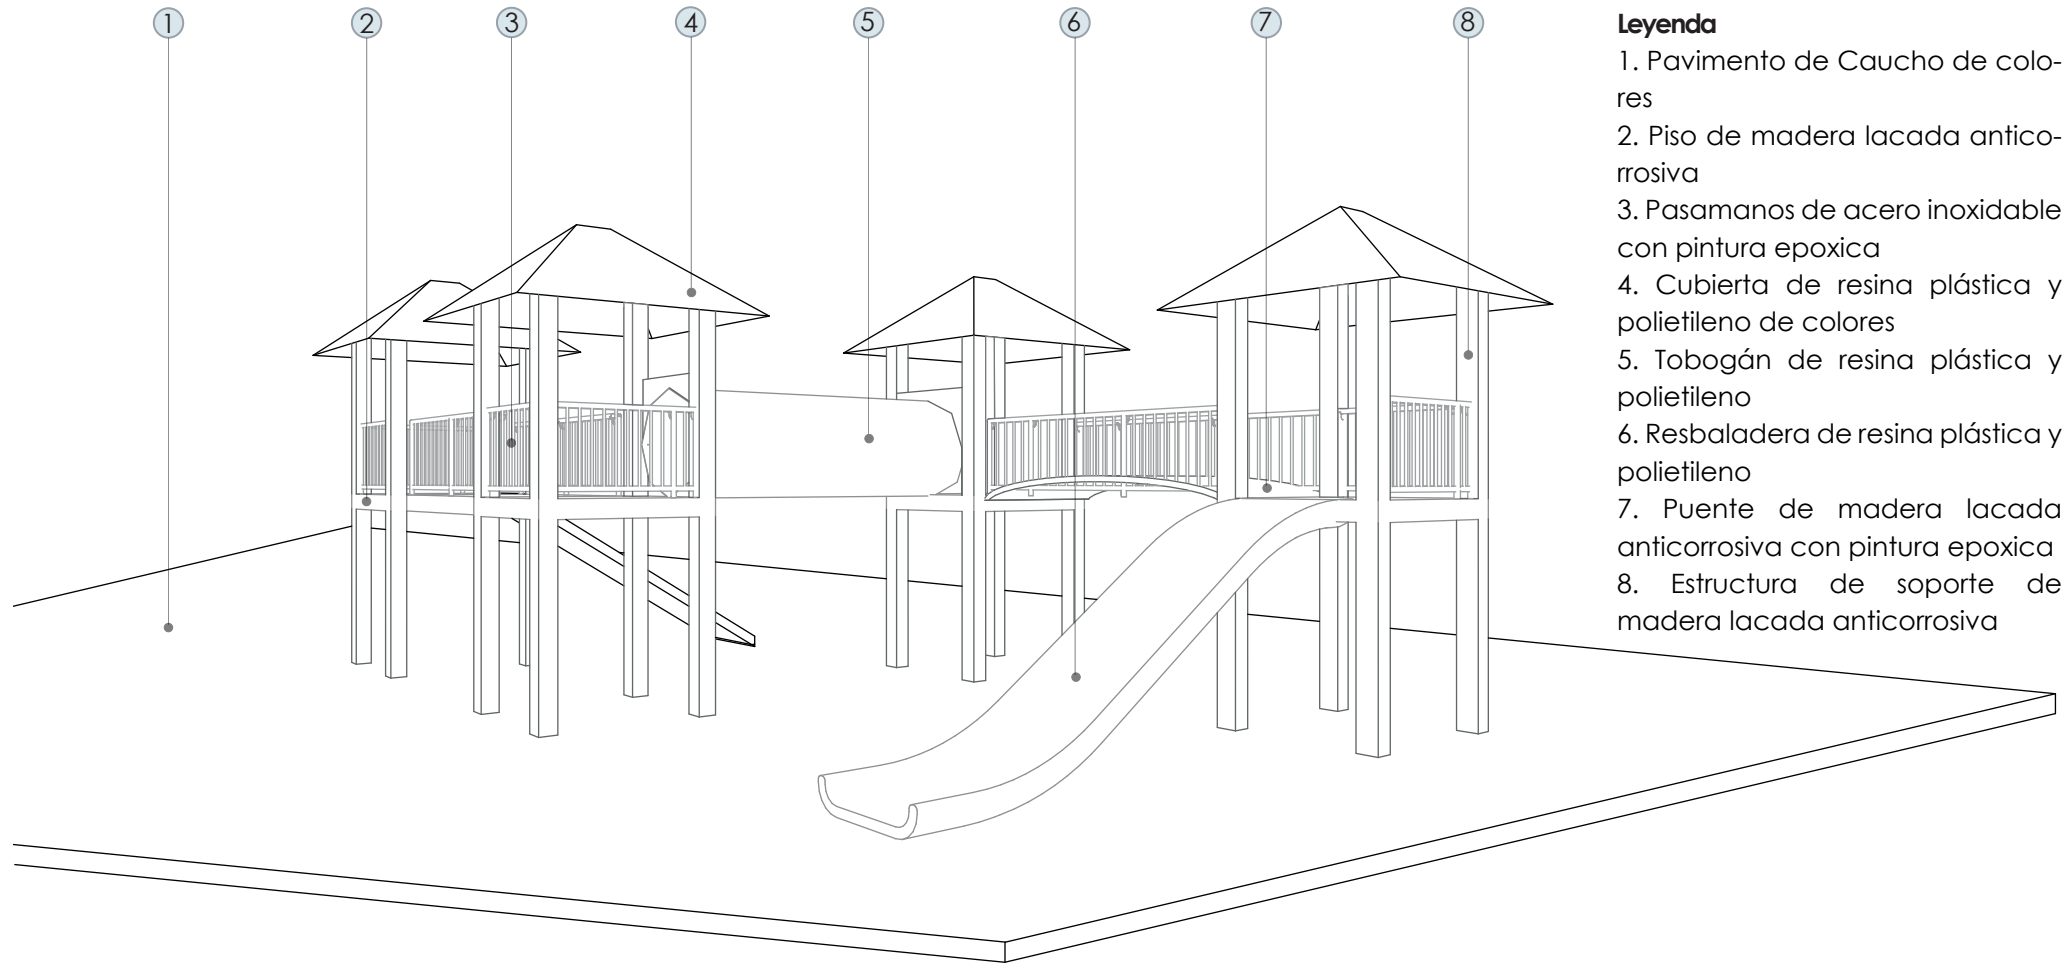 1 2 3 4 5 6 7 8
Leyenda
1. Pavimento de Caucho de colo-
res
2. Piso de madera lacada antico-
rrosiva
3. Pasamanos de acero inoxidable
con pintura epoxica
4. Cubierta de resina plástica y
polietileno de colores
5. Tobogán de resina plástica y
polietileno
6. Resbaladera de resina plástica y
polietileno
7. Puente de madera lacada
anticorrosiva con pintura epoxica
8. Estructura de soporte de
madera lacada anticorrosiva